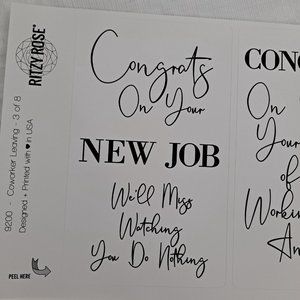 RITZY ROSE®
9200 - Coworker Leaving - 3 of 8
Designed + Printed with ♥ in USA
PEEL HERE
Congrats
On Your
NEW JOB
We'll Miss
Watching
You Do Nothing
CON
On
Your
of
Workin
An